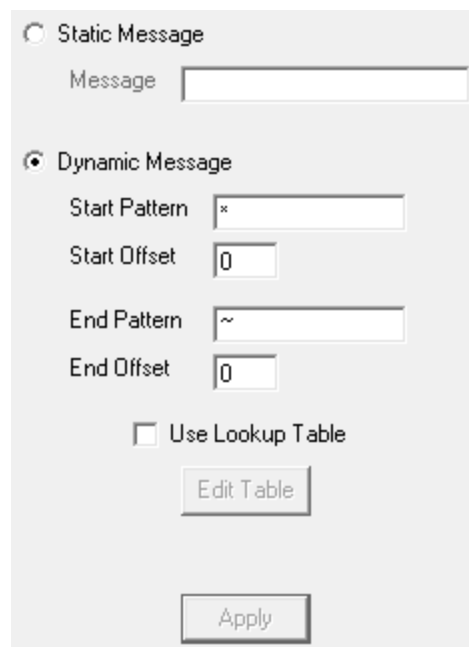 Static Message
Message
Dynamic Message
Start Pattern *
Start Offset 0
End Pattern ~
End Offset 0
Use Lookup Table
Edit Table
Apply